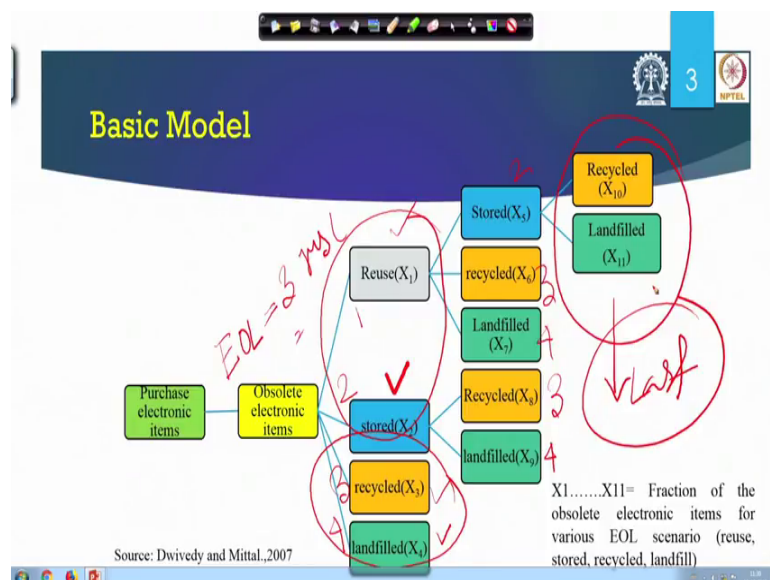 3
NPTEL
Basic Model
Recycled
(X10)
2
Stored(X5)
Landfilled
(X11)
EOL = 3 yrs
Reuse(X1)
recycled(X6) 3
1
Landfilled
(X7) 4
Last
Purchase
electronic
items
Obsolete
electronic
items
2
stored(X2)
Recycled(X8) 3
landfilled(X9) 4
3 recycled(X3)
4 landfilled(X4)
X1.......X11= Fraction of the
obsolete electronic items for
various EOL scenario (reuse,
stored, recycled, landfill)
Source: Dwivedy and Mittal.,2007